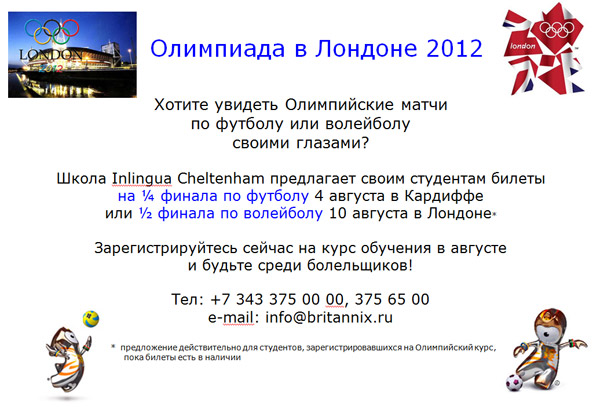 LONDON
2012
london
Олимпиада в Лондоне 2012
Хотите увидеть Олимпийские матчи
по футболу или волейболу
своими глазами?
Школа Inlingua Cheltenham предлагает своим студентам билеты
на ¼ финала по футболу 4 августа в Кардиффе
или ½ финала по волейболу 10 августа в Лондоне*
Зарегистрируйтесь сейчас на курс обучения в августе
и будьте среди болельщиков!
Тел: +7 343 375 00 00, 375 65 00
e-mail: info@britannix.ru
* предложение действительно для студентов, зарегистрировавшихся на Олимпийский курс,
пока билеты есть в наличии